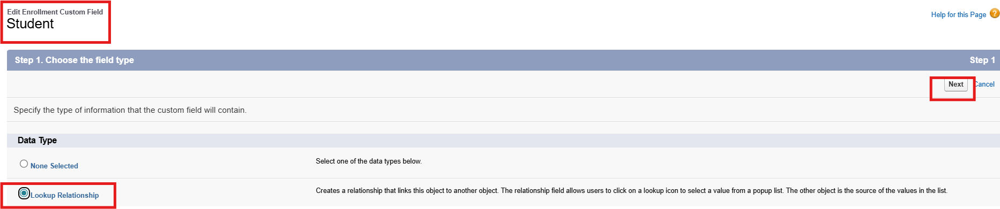 Edit Enrollment Custom Field
Student
Help for this Page ?
Step 1. Choose the field type Step 1
Next Cancel
Specify the type of information that the custom field will contain.
Data Type
None Selected Select one of the data types below.
Lookup Relationship Creates a relationship that links this object to another object. The relationship field allows users to click on a lookup icon to select a value from a popup list. The other object is the source of the values in the list.